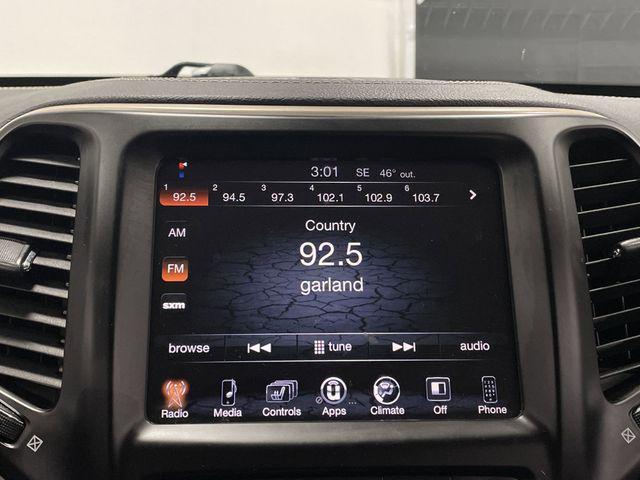 3:01 SE 46° out.
1 92.5 2 94.5 3 97.3 4 102.1 5 102.9 6 103.7
Country
AM
92.5
FM
garland
sxm
browse tune audio
Radio Media Controls Apps Climate Off Phone